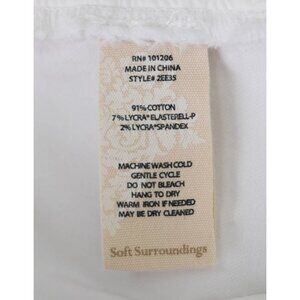 RN# 101206
MADE IN CHINA
STYLE# 2EE35
91% COTTON
7% LYCRA® ELASTERELL-P
2% LYCRA® SPANDEX
MACHINE WASH COLD
GENTLE CYCLE
DO NOT BLEACH
HANG TO DRY
WARM IRON IF NEEDED
MAY BE DRY CLEANED
Soft Surroundings